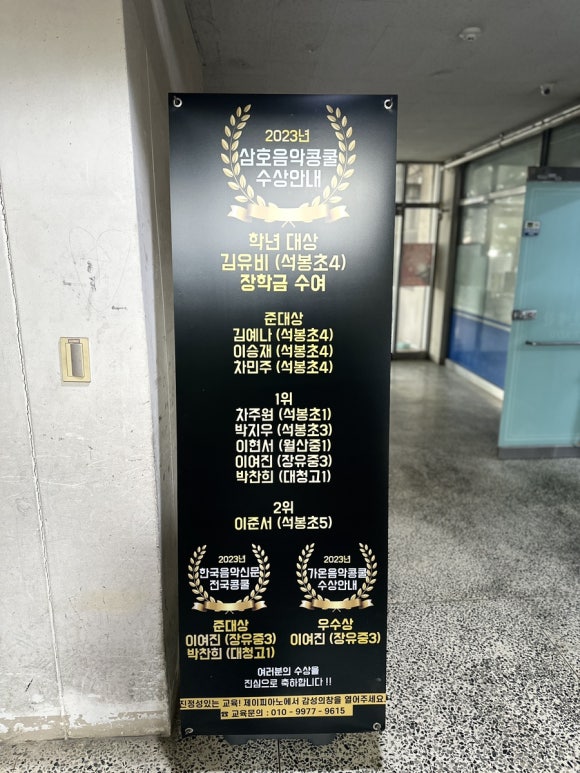 2023년
삼호음악콩쿨
수상안내
학년 대상
김유비 (석봉초4)
장학금 수여
준대상
김예나 (석봉초4)
이승재 (석봉초4)
차민주 (석봉초4)
1위
차주원 (석봉초1)
박지우 (석봉초3)
이현서 (월산중1)
이여진 (장유중3)
박찬희 (대청고1)
2위
이준서 (석봉초5)
2023년
한국음악신문
전국콩쿨
준대상
이여진 (장유중3)
박찬희 (대청고1)
2023년
가온음악콩쿨
수상안내
우수상
이여진 (장유중3)
여러분의 수상을
진심으로 축하합니다 !!
진정성있는 교육! 제이피아노에서 감성의창을 열어주세요.
☎ 교육문의 : 010 - 9977 - 9615